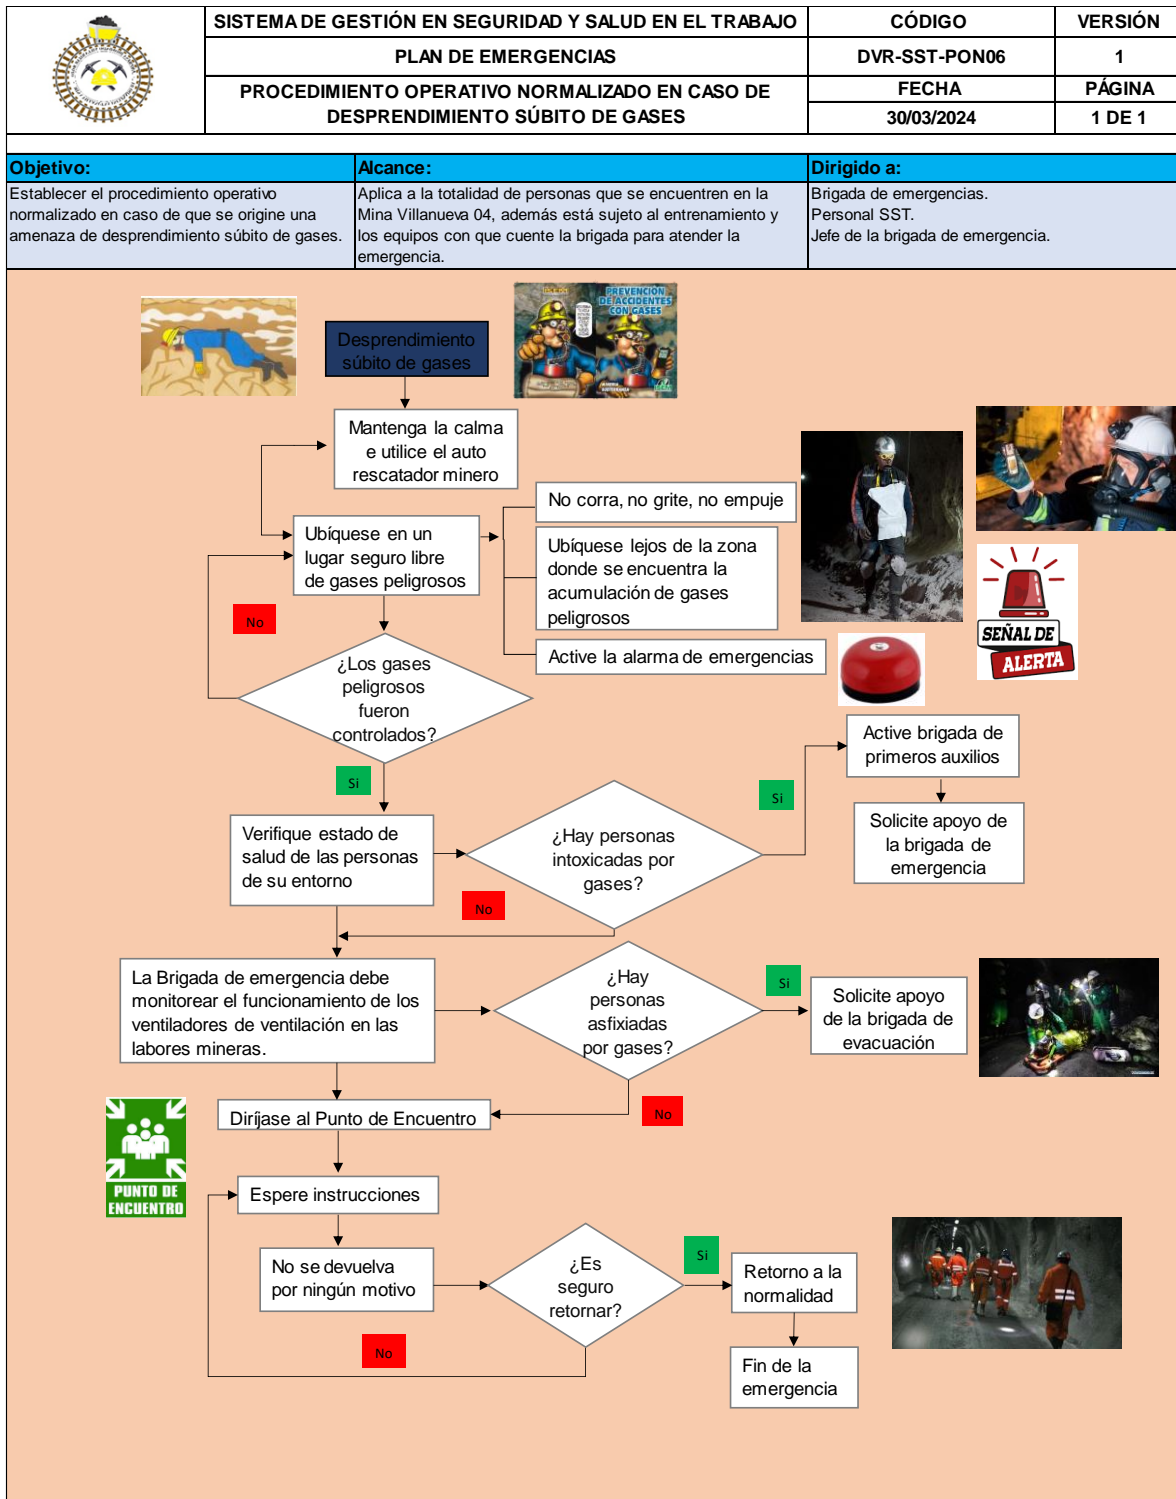 SISTEMA DE GESTIÓN EN SEGURIDAD Y SALUD EN EL TRABAJO
CÓDIGO
VERSIÓN
PLAN DE EMERGENCIAS
DVR-SST-PON06
1
PROCEDIMIENTO OPERATIVO NORMALIZADO EN CASO DE
DESPRENDIMIENTO SÚBITO DE GASES
FECHA
PÁGINA
30/03/2024
1 DE 1
Objetivo:
Alcance:
Dirigido a:
Establecer el procedimiento operativo
normalizado en caso de que se origine una
amenaza de desprendimiento súbito de gases.
Aplica a la totalidad de personas que se encuentren en la
Mina Villanueva 04, además está sujeto al entrenamiento y
los equipos con que cuente la brigada para atender la
emergencia.
Brigada de emergencias.
Personal SST.
Jefe de la brigada de emergencia.
Desprendimiento
súbito de gases
PREVENCIÓN
DE ACCIDENTES
CON GASES
Mantenga la calma
e utilice el auto
rescatador minero
No corra, no grite, no empuje
Ubíquese en un
lugar seguro libre
de gases peligrosos
Ubíquese lejos de la zona
donde se encuentra la
acumulación de gases
peligrosos
Active la alarma de emergencias
SEÑAL DE
ALERTA
No
¿Los gases
peligrosos
fueron
controlados?
Si
Verifique estado de
salud de las personas
de su entorno
¿Hay personas
intoxicadas por
gases?
Si
Active brigada de
primeros auxilios
Solicite apoyo de
la brigada de
emergencia
No
La Brigada de emergencia debe
monitorear el funcionamiento de los
ventiladores de ventilación en las
labores mineras.
¿Hay
personas
asfixiadas
por gases?
Si
Solicite apoyo
de la brigada de
evacuación
No
Diríjase al Punto de Encuentro
PUNTO DE
ENCUENTRO
Espere instrucciones
No se devuelva
por ningún motivo
¿Es
seguro
retornar?
Si
Retorno a la
normalidad
No
Fin de la
emergencia